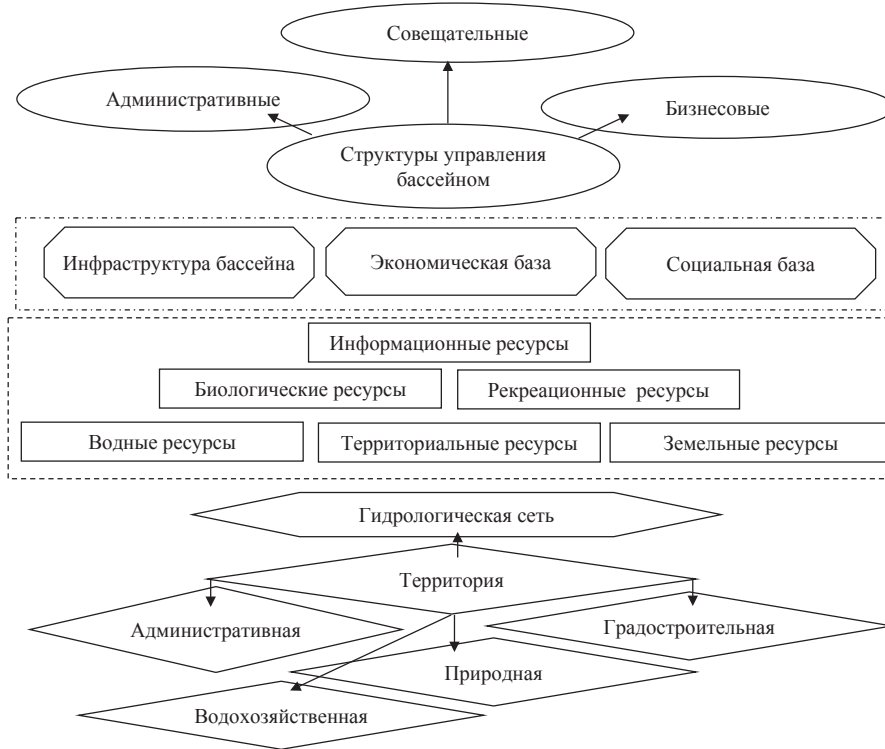 Совещательные
Административные
Бизнесовые
Структуры управления
бассейном
Инфраструктура бассейна
Экономическая база
Социальная база
Информационные ресурсы
Биологические ресурсы
Рекреационные ресурсы
Водные ресурсы
Территориальные ресурсы
Земельные ресурсы
Гидрологическая сеть
Территория
Административная
Градостроительная
Природная
Водохозяйственная